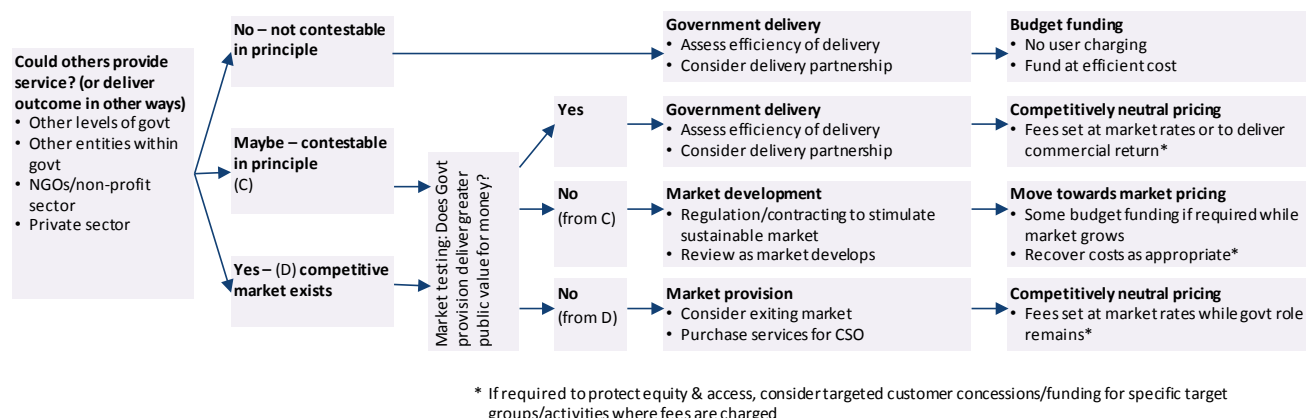 Could others provide
service? (or deliver
outcome in other ways)
• Other levels of govt
• Other entities within
govt
• NGOs/non-profit
sector
• Private sector
No – not contestable
in principle
Government delivery
• Assess efficiency of delivery
• Consider delivery partnership
Budget funding
• No user charging
• Fund at efficient cost
Maybe – contestable
in principle
(C)
Yes – (D) competitive
market exists
Market testing: Does Govt
provision deliver greater
public value for money?
Yes
Government delivery
• Assess efficiency of delivery
• Consider delivery partnership
Competitively neutral pricing
• Fees set at market rates or to deliver
commercial return*
No
(from C)
Market development
• Regulation/contracting to stimulate
sustainable market
• Review as market develops
Move towards market pricing
• Some budget funding if required while
market grows
• Recover costs as appropriate*
No
(from D)
Market provision
• Consider exiting market
• Purchase services for CSO
Competitively neutral pricing
• Fees set at market rates while govt role
remains*
* If required to protect equity & access, consider targeted customer concessions/funding for specific target
groups/activities where fees are charged